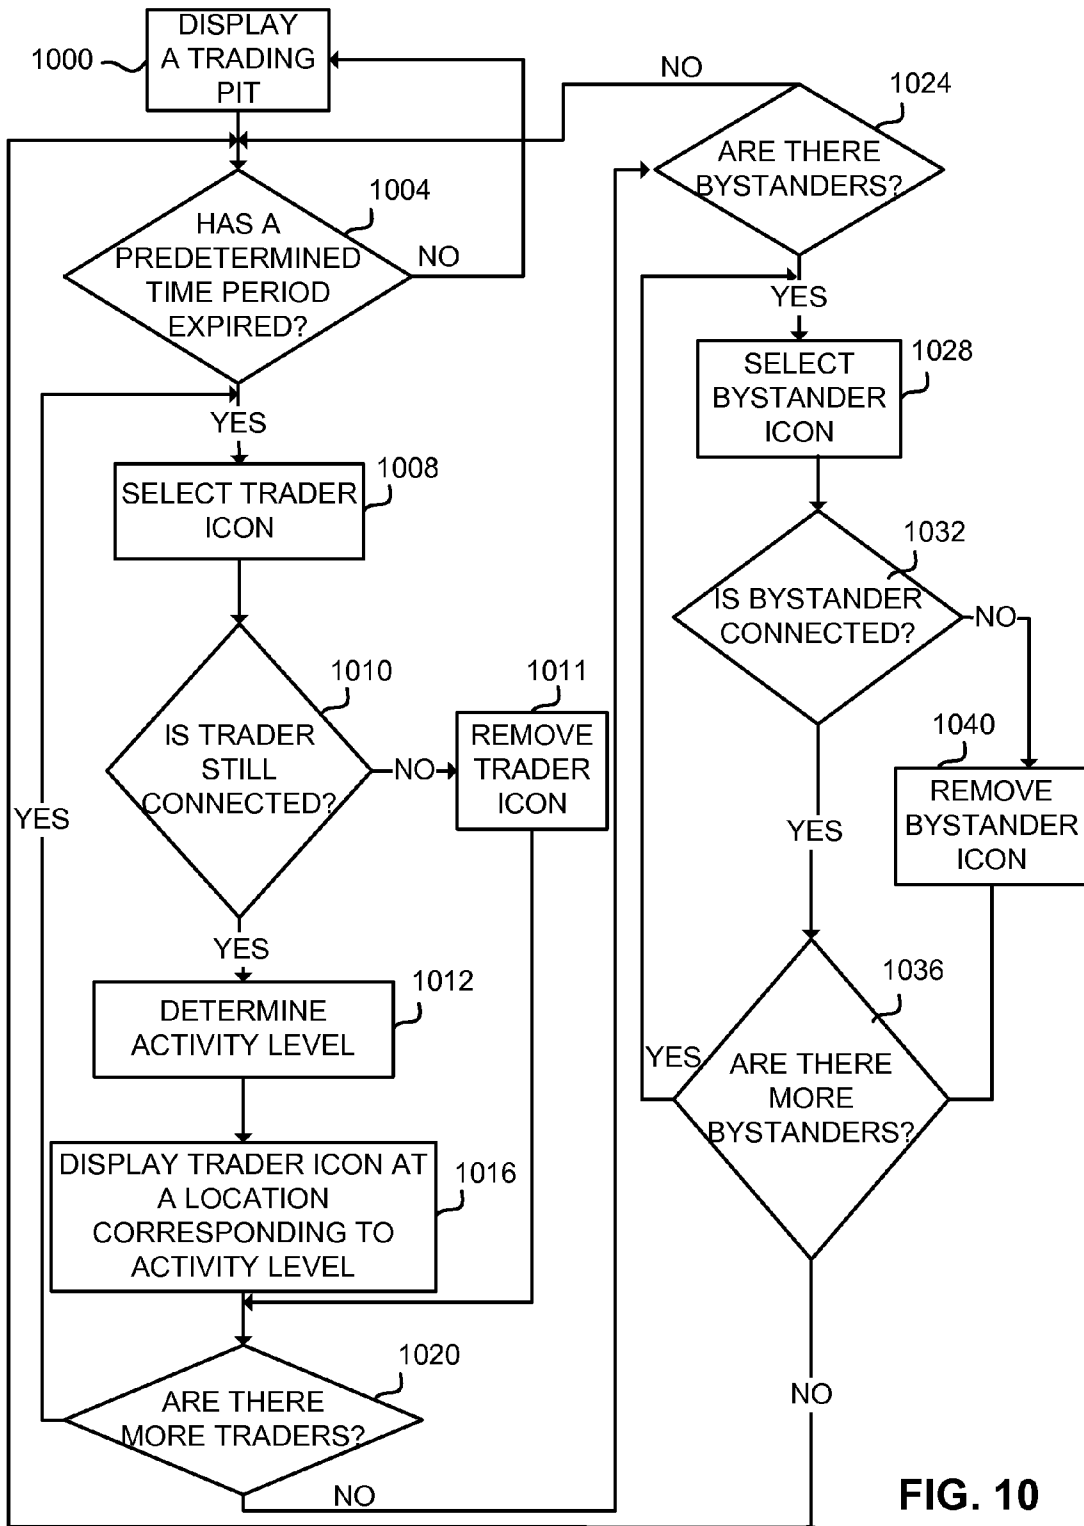 DISPLAY
A TRADING
PIT
1000
HAS A
PREDETERMINED
TIME PERIOD
EXPIRED?
1004
NO
YES
SELECT TRADER
ICON
1008
IS TRADER
STILL
CONNECTED?
1010
NO
REMOVE
TRADER
ICON
1011
YES
YES
DETERMINE
ACTIVITY LEVEL
1012
DISPLAY TRADER ICON AT
A LOCATION
CORRESPONDING TO
ACTIVITY LEVEL
1016
ARE THERE
MORE TRADERS?
1020
NO
NO
ARE THERE
BYSTANDERS?
1024
YES
SELECT
BYSTANDER
ICON
1028
IS BYSTANDER
CONNECTED?
1032
NO
REMOVE
BYSTANDER
ICON
1040
YES
ARE THERE
MORE
BYSTANDERS?
1036
YES
NO
FIG. 10